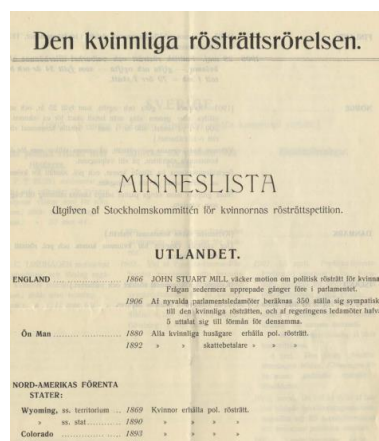 Den kvinnliga rösträttsrörelsen.
MINNESLISTA
Utgifven af Stockholmskommittén för kvinnornas rösträttspetition.
UTLANDET.
ENGLAND 1866 JOHN STUART MILL väcker motion om politisk rösträtt för kvinna
Frågan sedermera upprepade gånger före i parlamentet.
1906 Af nyvalda parlamentsledamöter beräknas 350 ställa sig sympatisk
till den kvinnliga rösträtten, och af regeringens ledamöter hafv
5 uttalat sig till förmån för densamma.
Ön Man 1880 Alla kvinnliga husägare erhålla pol. rösträtt.
1892 » » skattebetalare » » »
NORD-AMERIKAS FÖRENTA
STATER:
Wyoming, ss. territorium 1869 Kvinnor erhålla pol. rösträtt.
» ss. stat 1890 » » » »
Colorado 1893 » » » »